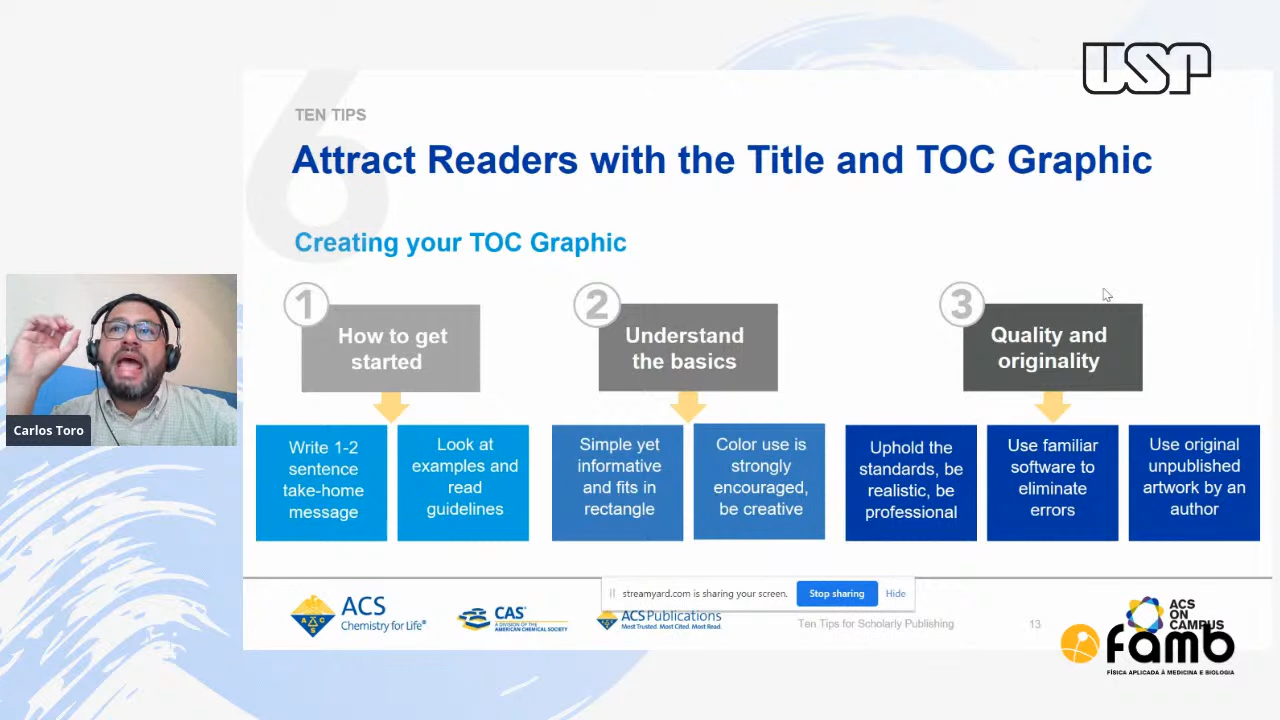 USP
TEN TIPS
6
Attract Readers with the Title and TOC Graphic
Creating your TOC Graphic
1
How to get
started
2
Understand
the basics
3
Quality and
originality
Write 1-2
sentence
take-home
message
Look at
examples and
read
guidelines
Simple yet
informative
and fits in
rectangle
Color use is
strongly
encouraged,
be creative
Uphold the
standards, be
realistic, be
professional
Use familiar
software to
eliminate
errors
Use original
unpublished
artwork by an
author
Carlos Toro
streamyard.com is sharing your screen.
Stop sharing
Hide
ACS
Chemistry for Life®
CAS®
A DIVISION OF THE
AMERICAN CHEMICAL SOCIETY
ACS Publications
Most Trusted. Most Cited. Most Read.
Ten Tips for Scholarly Publishing
13
ACS
ON
CAMPUS
famb
FÍSICA APLICADA À MEDICINA E BIOLOGIA